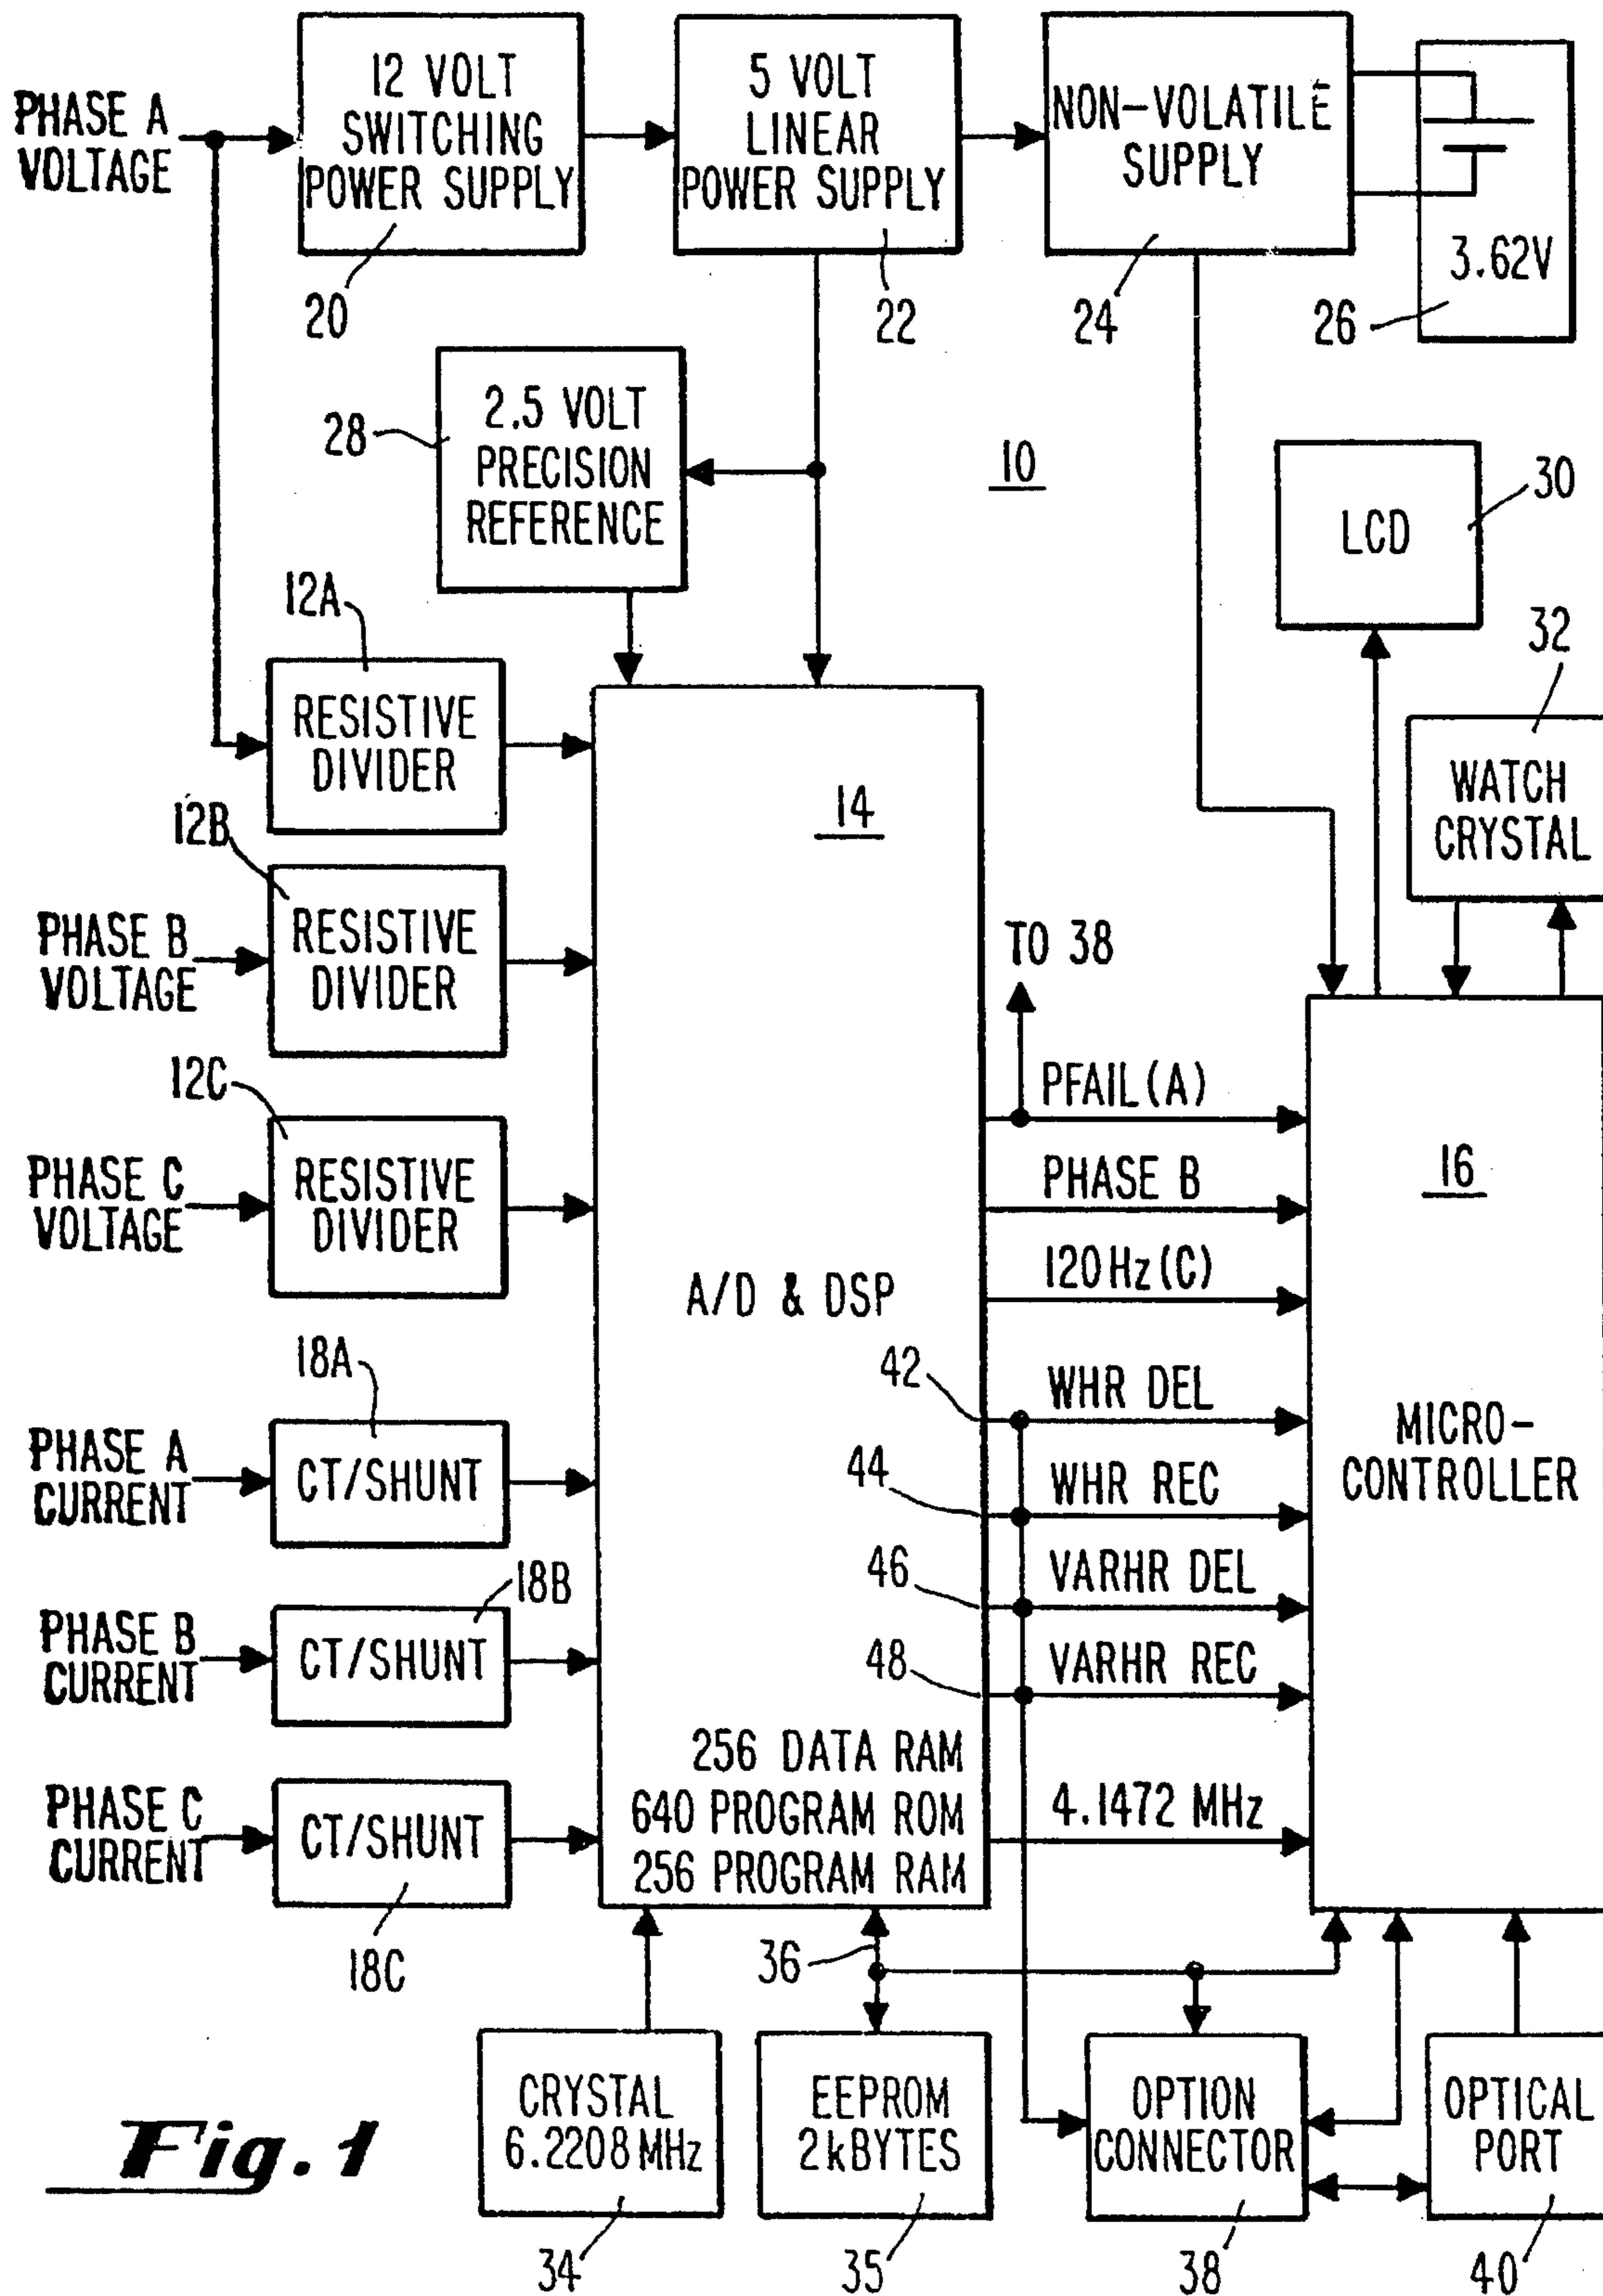 PHASE A
VOLTAGE
12 VOLT
SWITCHING
POWER SUPPLY
20
5 VOLT
LINEAR
POWER SUPPLY
22
NON-VOLATILE
SUPPLY
24
3.62V
26
28
2.5 VOLT
PRECISION
REFERENCE
10
LCD
30
32
WATCH
CRYSTAL
12A
RESISTIVE
DIVIDER
12B
PHASE B
VOLTAGE
RESISTIVE
DIVIDER
12C
PHASE C
VOLTAGE
RESISTIVE
DIVIDER
18A
PHASE A
CURRENT
CT/SHUNT
18B
PHASE B
CURRENT
CT/SHUNT
PHASE C
CURRENT
CT/SHUNT
18C
14
A/D & DSP
256 DATA RAM
640 PROGRAM ROM
256 PROGRAM RAM
TO 38
PFAIL(A)
PHASE B
120Hz(C)
42
WHR DEL
44
WHR REC
46
VARHR DEL
48
VARHR REC
4.1472 MHz
16
MICRO-
CONTROLLER
36
CRYSTAL
6.2208MHz
34
EEPROM
2kBYTES
35
OPTION
CONNECTOR
38
OPTICAL
PORT
40
Fig. 1